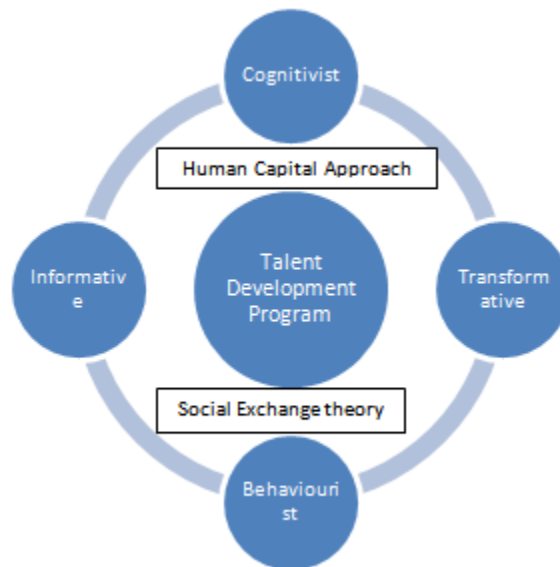 Cognitivist
Human Capital Approach
Informativ
e
Talent
Development
Program
Transform
ative
Social Exchange theory
Behaviouri
st